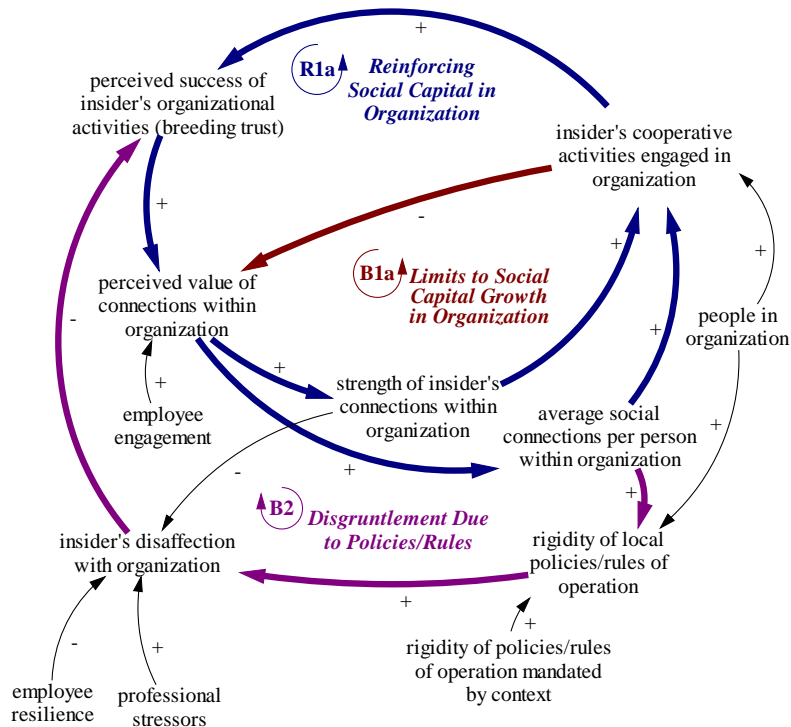 +
R1a
Reinforcing
Social Capital in
Organization
perceived success of
insider's organizational
activities (breeding trust)
insider's cooperative
activities engaged in
organization
+
-
+
+
B1a
Limits to Social
Capital Growth
in Organization
perceived value of
connections within
organization
people in
organization
-
+
+
+
employee
engagement
strength of insider's
connections within
organization
average social
connections per person
within organization
+
-
+
+
B2
Disgruntlement Due
to Policies/Rules
insider's disaffection
with organization
rigidity of local
policies/rules of
operation
+
-
+
+
rigidity of policies/rules
of operation mandated
by context
employee
resilience
professional
stressors